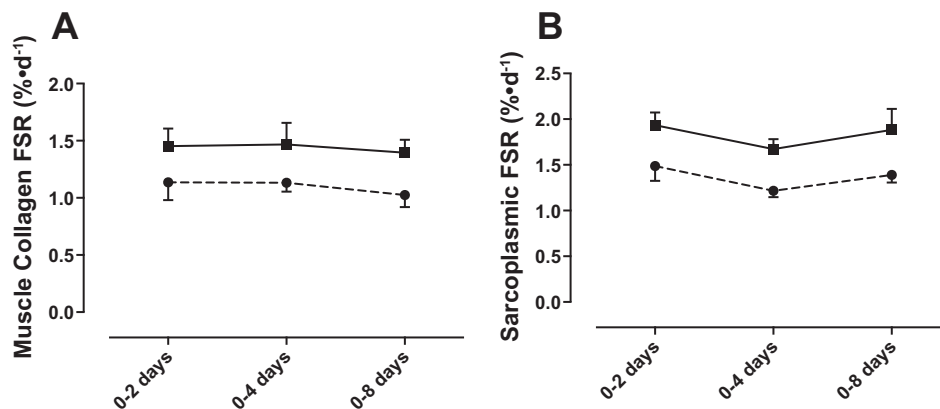 A
Muscle Collagen FSR (%•d-1)
2.0
1.5
1.0
0.5
0.0
0-2 days
0-4 days
0-8 days
B
Sarcoplasmic FSR (%•d-1)
2.5
2.0
1.5
1.0
0.5
0.0
0-2 days
0-4 days
0-8 days